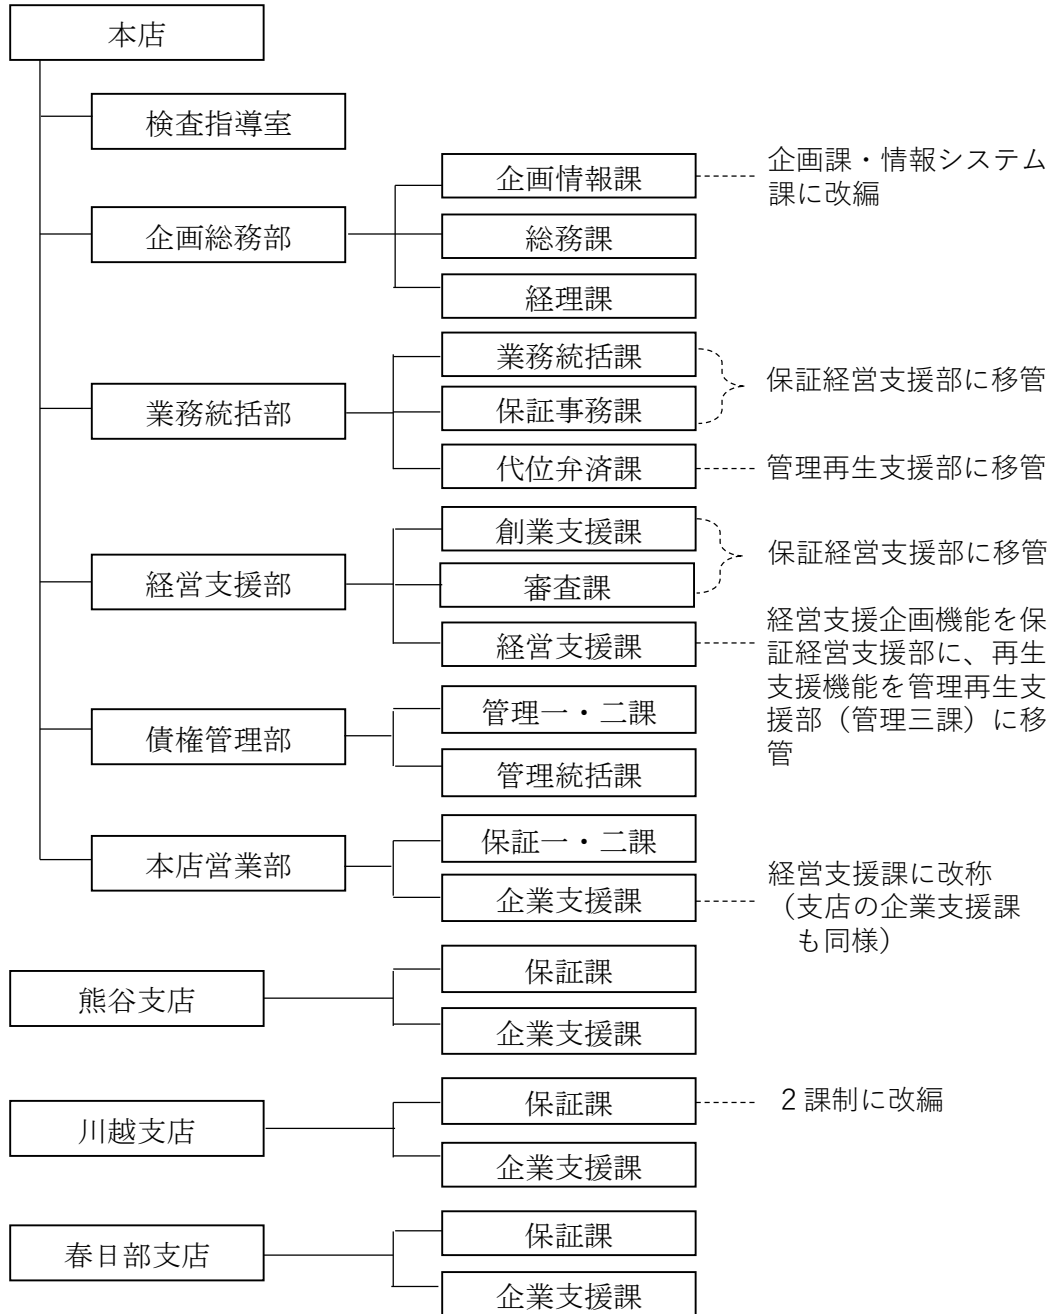 本店
検査指導室
企画総務部
企画情報課
企画課・情報システム
課に改編
総務課
経理課
業務統括部
業務統括課
保証事務課
保証経営支援部に移管
代位弁済課
管理再生支援部に移管
経営支援部
創業支援課
審査課
保証経営支援部に移管
経営支援課
経営支援企画機能を保
証経営支援部に、再生
支援機能を管理再生支
援部（管理三課）に移
管
債権管理部
管理一・二課
管理統括課
本店営業部
保証一・二課
企業支援課
経営支援課に改称
（支店の企業支援課
も同様）
熊谷支店
保証課
企業支援課
川越支店
保証課
２課制に改編
企業支援課
春日部支店
保証課
企業支援課